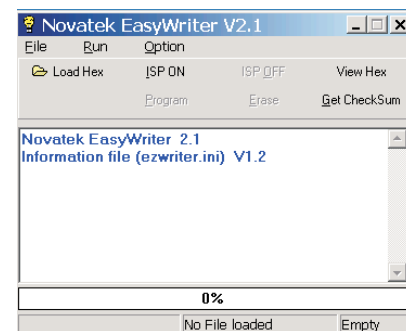 Novatek EasyWriter V2.1
File Run Option
Load Hex ISP ON ISP OFF View Hex
Program Erase Get CheckSum
Novatek EasyWriter 2.1
Information file (ezwriter.ini) V1.2
0%
No File loaded Empty